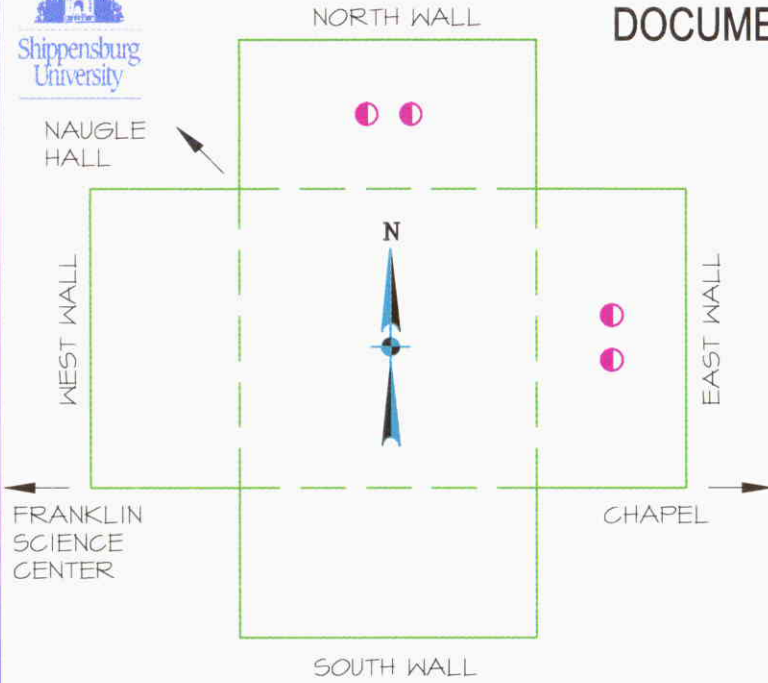 NORTH WALL
DOCUME
Shippensburg
University
NAUGLE
HALL
N
WEST WALL
EAST WALL
FRANKLIN
SCIENCE
CENTER
CHAPEL
SOUTH WALL